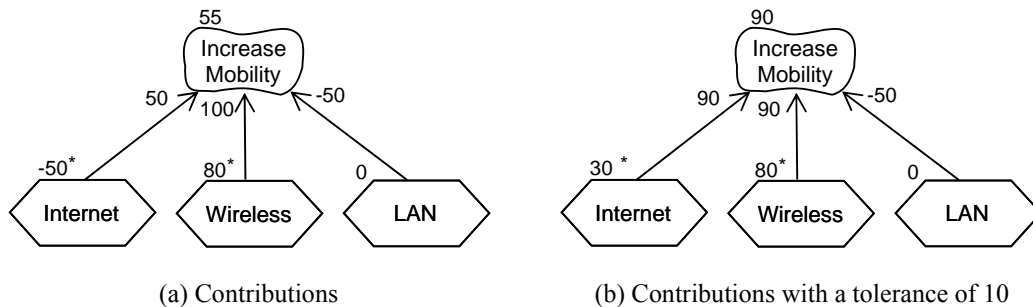 55
Increase
Mobility
50
100
-50
-50*
80*
0
Internet
Wireless
LAN
(a) Contributions
90
Increase
Mobility
90
90
-50
30 *
80*
0
Internet
Wireless
LAN
(b) Contributions with a tolerance of 10